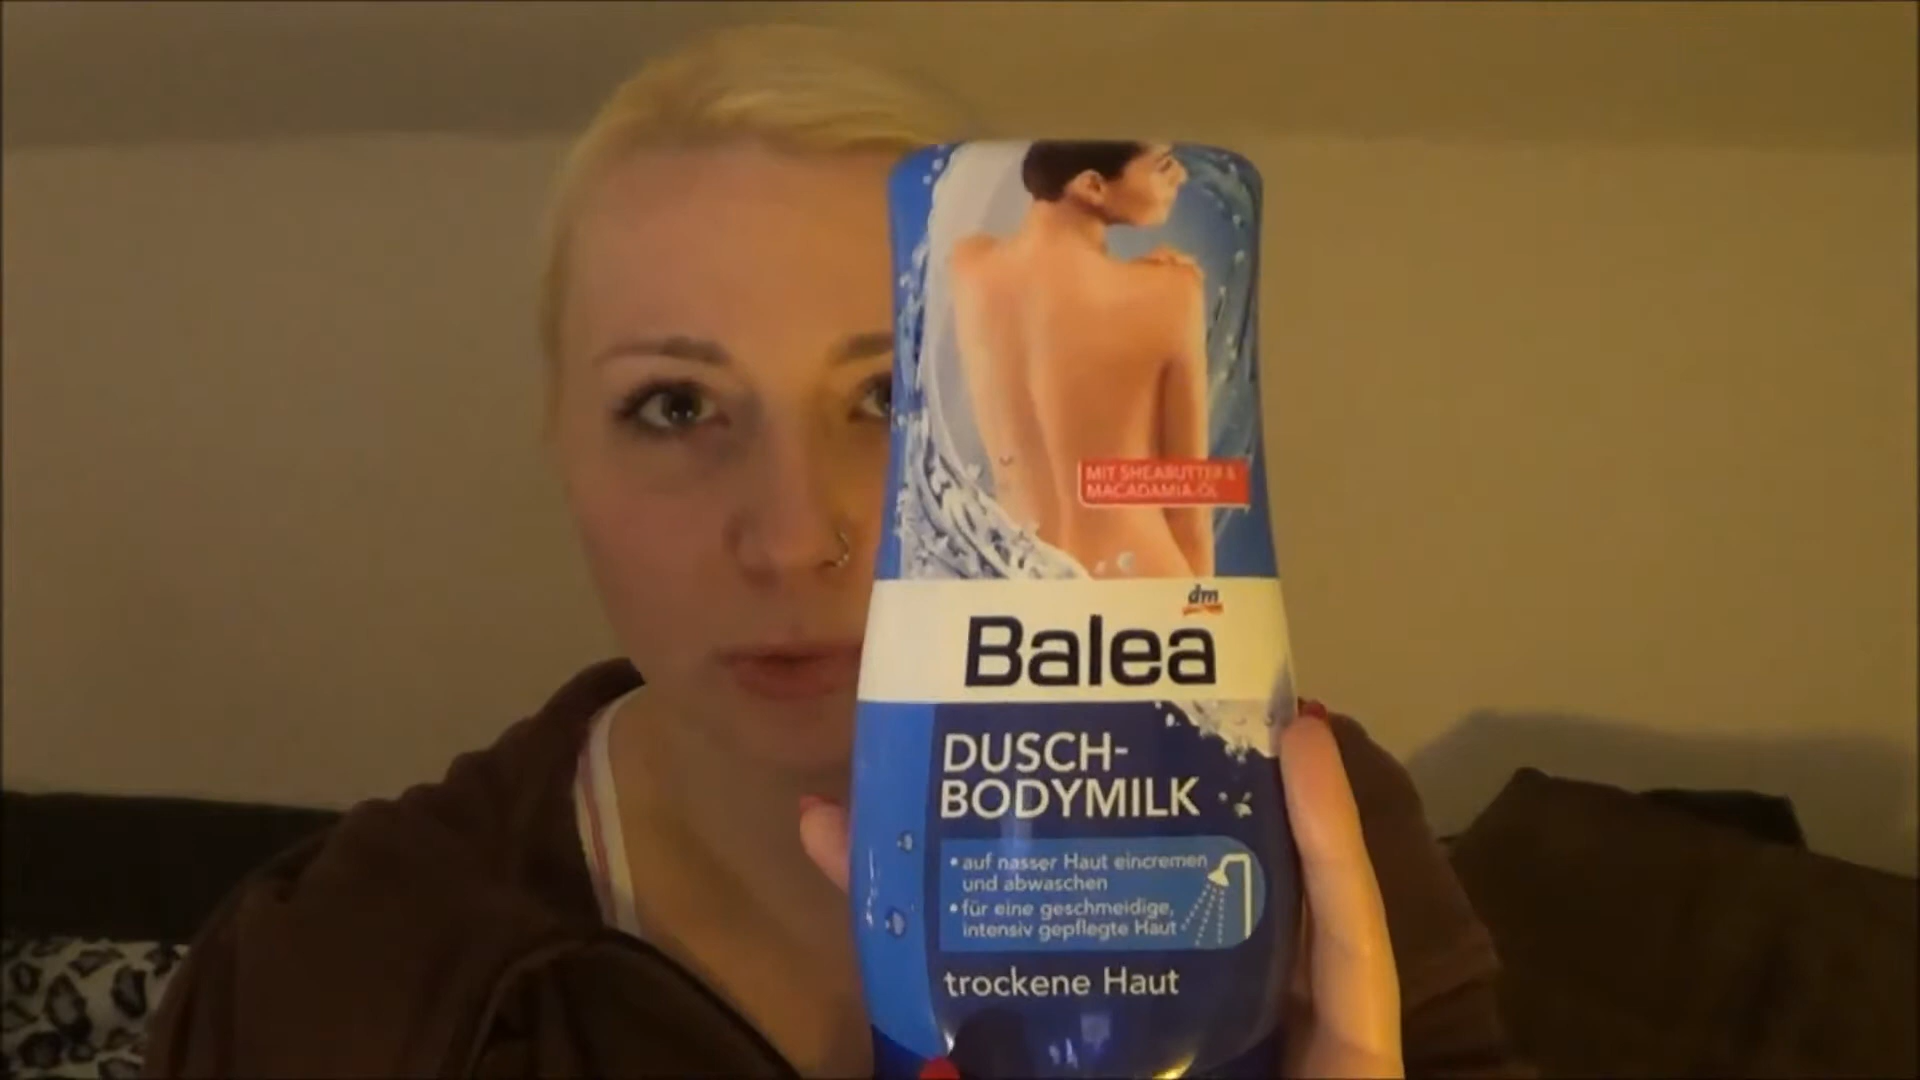 MIT SHEABUTTER &
MACADAMIA-ÖL
dm
Balea
DUSCH-
BODYMILK
• auf nasser Haut eincremen
und abwaschen
• für eine geschmeidige,
intensiv gepflegte Haut
trockene Haut